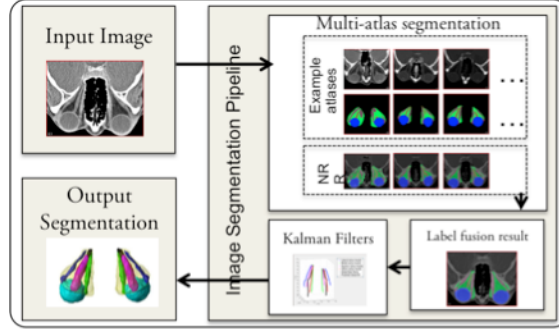 Input Image
Image Segmentation Pipeline
Multi-atlas segmentation
Example
atlases
...
...
NR
R
Label fusion result
Kalman Filters
Output
Segmentation